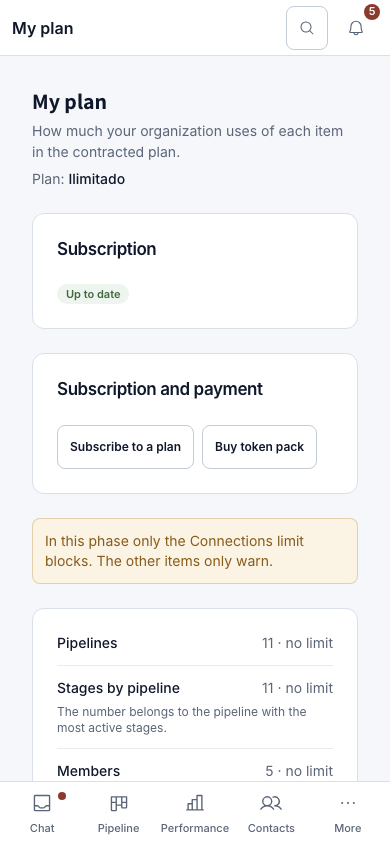 My plan
5
My plan
How much your organization uses of each item
in the contracted plan.
Plan: Ilimitado
Subscription
Up to date
Subscription and payment
Subscribe to a plan
Buy token pack
In this phase only the Connections limit
blocks. The other items only warn.
Pipelines 11 · no limit
Stages by pipeline 11 · no limit
The number belongs to the pipeline with the
most active stages.
Members 5 · no limit
Chat
Pipeline
Performance
Contacts
More